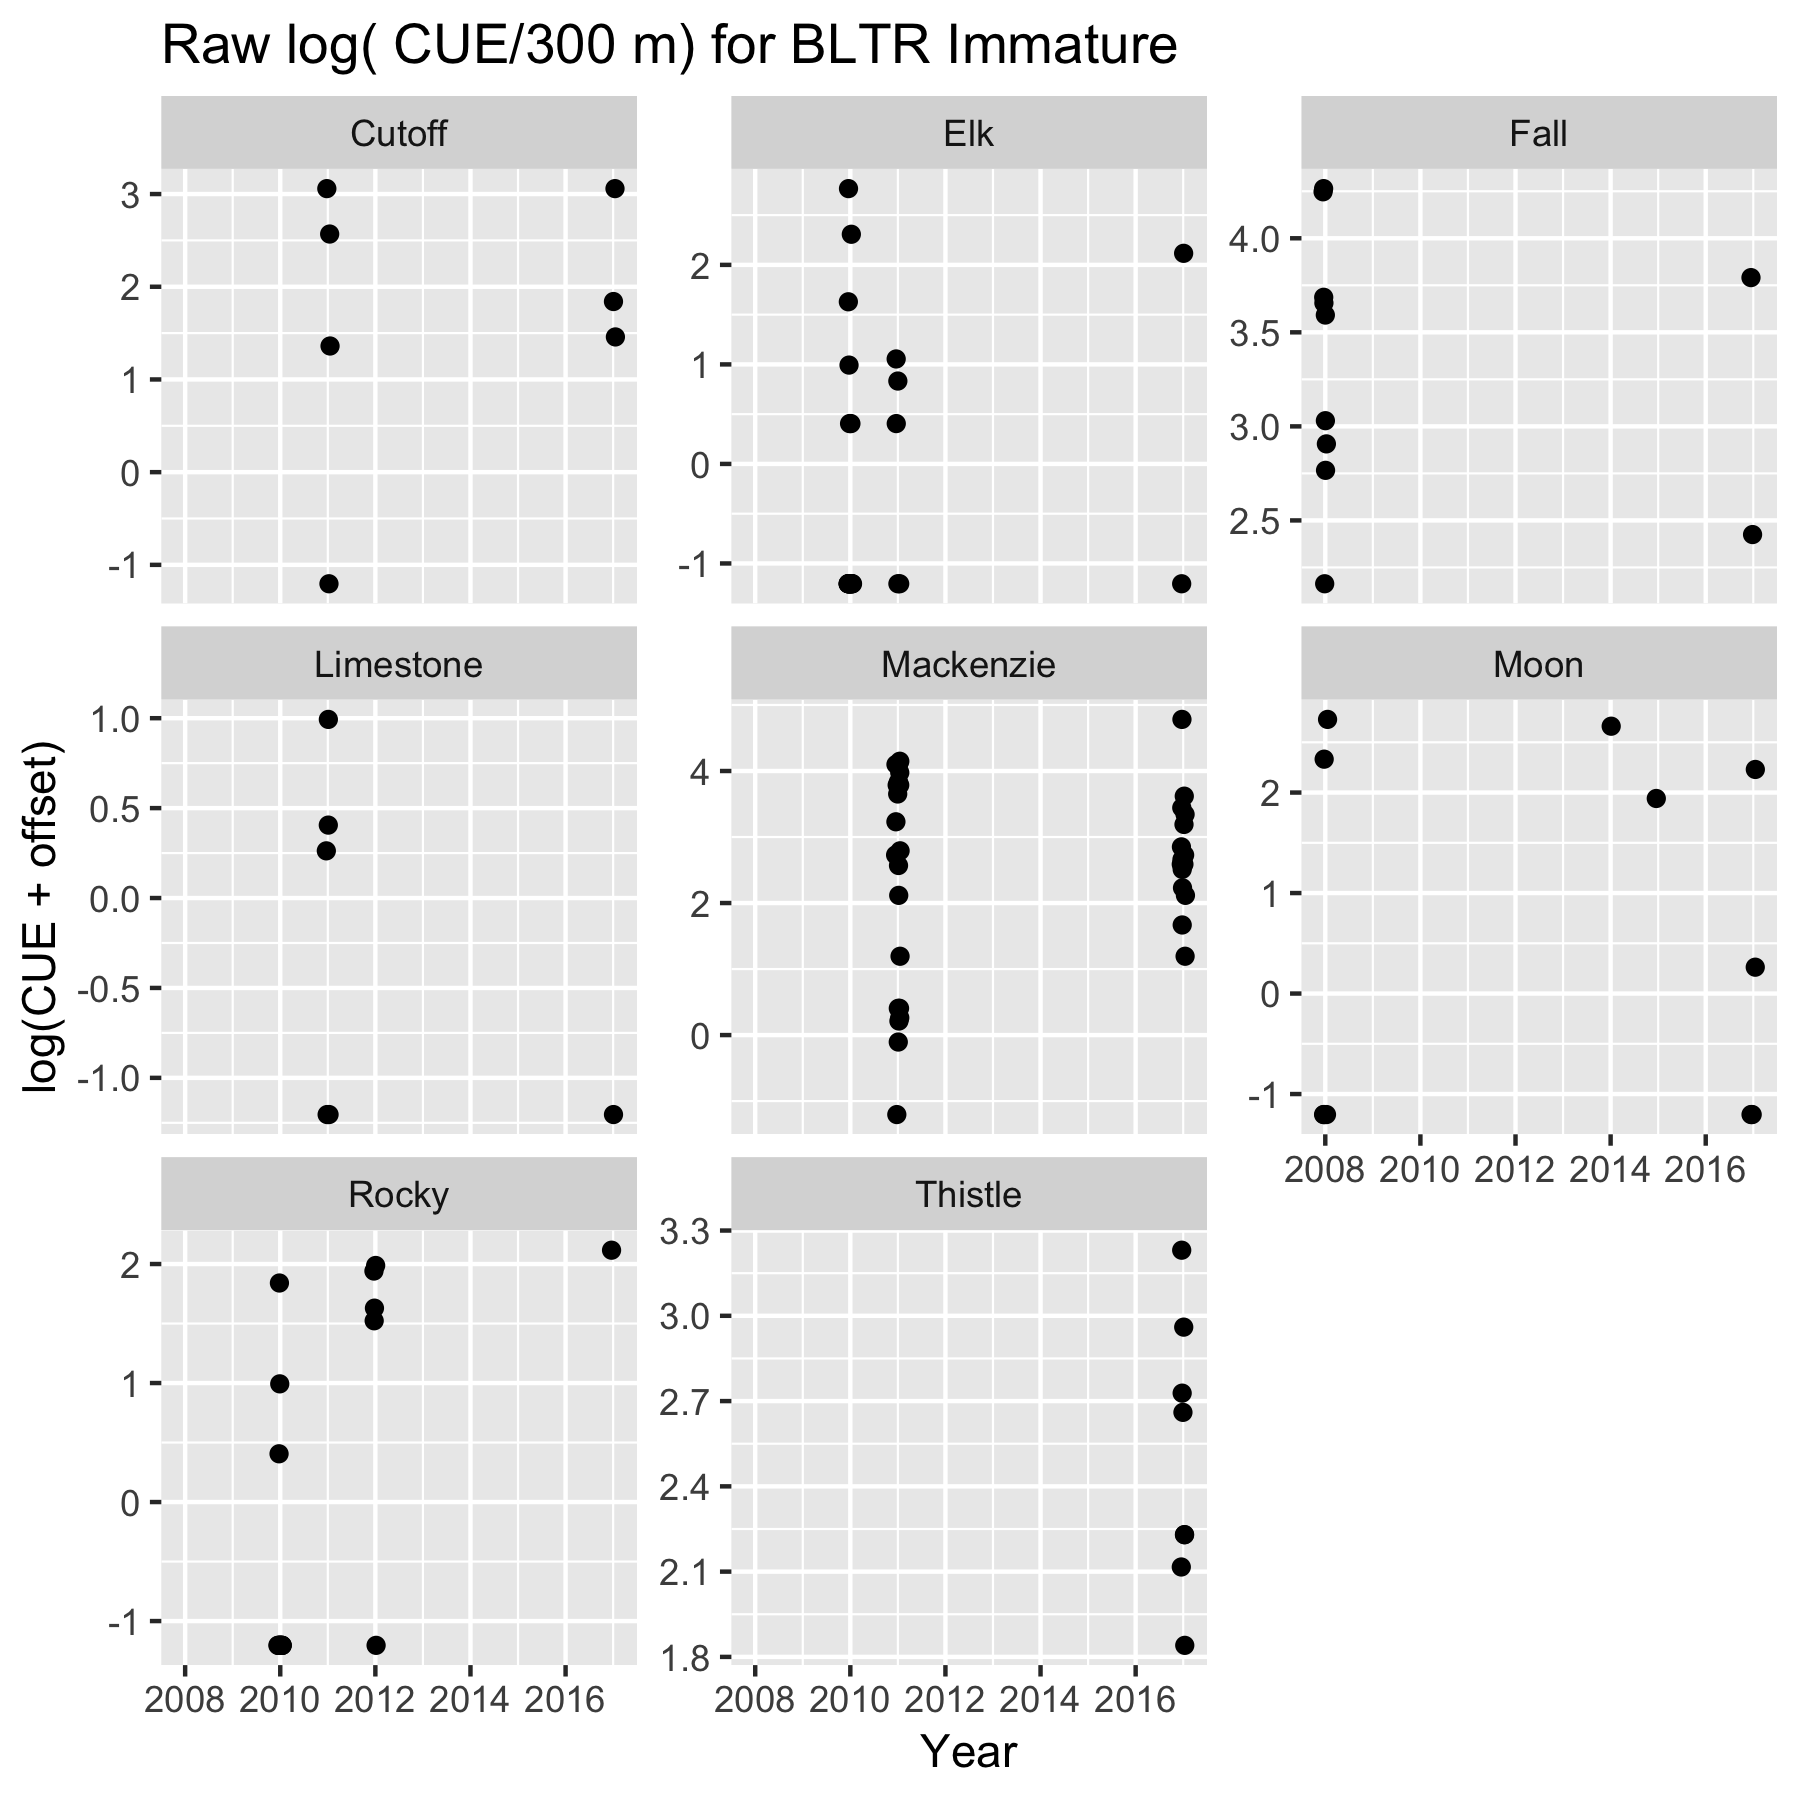 Raw log( CUE/300 m) for BLTR Immature
Cutoff
3
2
1
0
-1
Elk
2
1
0
-1
Fall
4.0
3.5
3.0
2.5
log(CUE + offset)
Limestone
1.0
0.5
0.0
-0.5
-1.0
Mackenzie
4
2
0
Moon
2
1
0
-1
2008 2010 2012 2014 2016
Rocky
2
1
0
-1
2008 2010 2012 2014 2016
Thistle
3.3
3.0
2.7
2.4
2.1
1.8
2008 2010 2012 2014 2016
Year